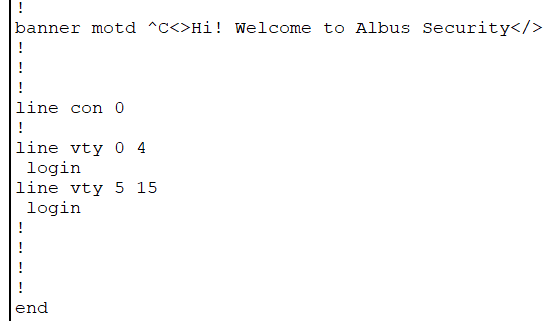 !
banner motd ^C<>Hi! Welcome to Albus Security</>
!
!
!
line con 0
!
line vty 0 4
 login
line vty 5 15
 login
!
!
!
!
end